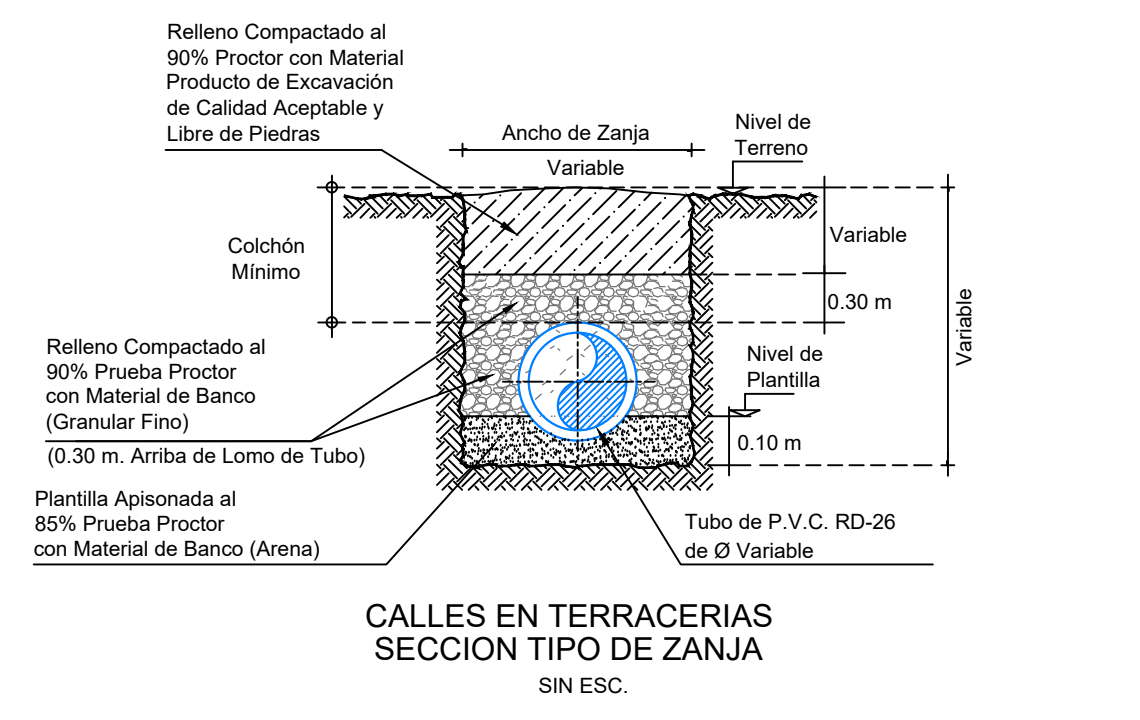 Relleno Compactado al
90% Proctor con Material
Producto de Excavación
de Calidad Aceptable y
Libre de Piedras
Ancho de Zanja
Variable
Nivel de
Terreno
Colchón
Mínimo
Variable
0.30 m
Variable
Relleno Compactado al
90% Prueba Proctor
con Material de Banco
(Granular Fino)
(0.30 m. Arriba de Lomo de Tubo)
Nivel de
Plantilla
0.10 m
Plantilla Apisonada al
85% Prueba Proctor
con Material de Banco (Arena)
Tubo de P.V.C. RD-26
de Ø Variable
CALLES EN TERRACERIAS
SECCION TIPO DE ZANJA
SIN ESC.